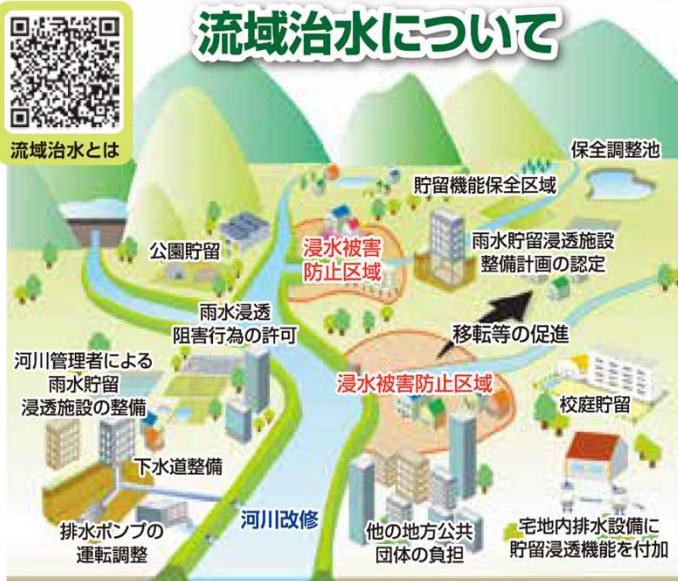 流域治水について
流域治水とは
保全調整池
貯留機能保全区域
公園貯留
浸水被害
防止区域
雨水貯留浸透施設
整備計画の認定
雨水浸透
阻害行為の許可
移転等の促進
河川管理者による
雨水貯留
浸透施設の整備
浸水被害防止区域
校庭貯留
下水道整備
河川改修
排水ポンプの
運転調整
他の地方公共
団体の負担
宅地内排水設備に
貯留浸透機能を付加